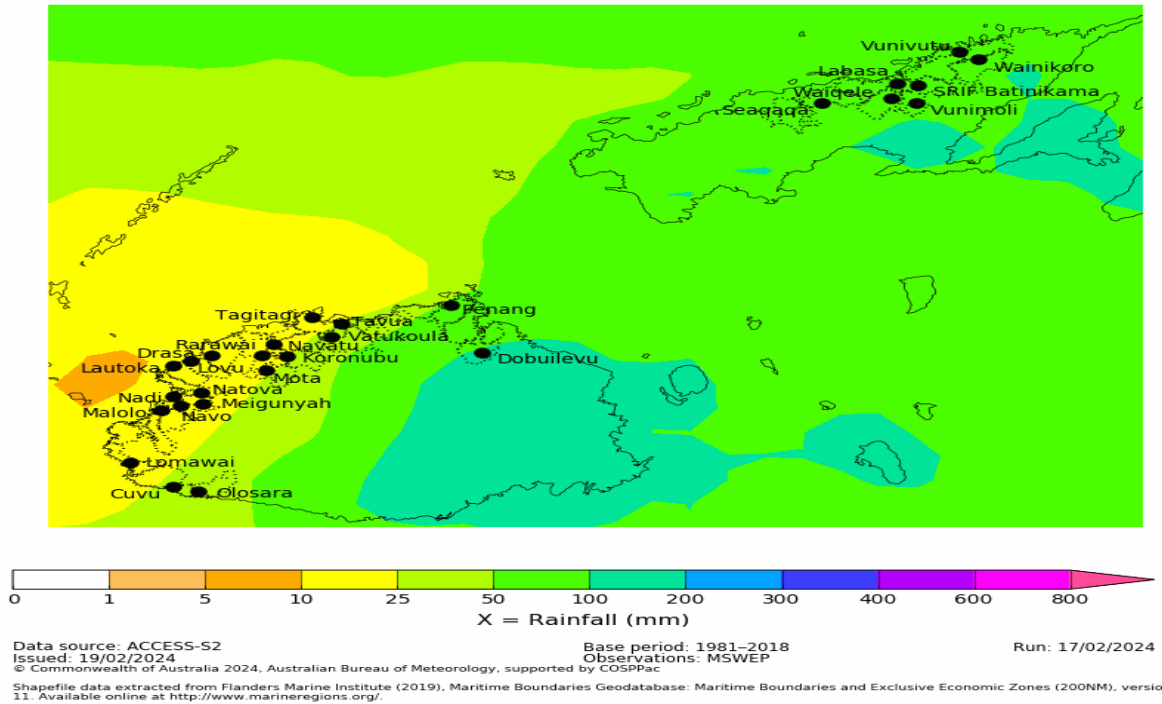 Vunivutu
Wainikoro
Labasa
SRIF Batinikama
Waiqele
Seaqaqa
Vunimoli
Penang
Tagitagi
Tavua
Vatukoula
Rarawai
Navatu
Drasa
Koronubu
Dobuilevu
Lautoka
Lovu
Mota
Natova
Nadi
Meigunyah
Malolo
Navo
Lomawai
Cuvu
Olosara
0 1 5 10 25 50 100 200 300 400 600 800
X = Rainfall (mm)
Data source: ACCESS-S2 Base period: 1981–2018 Run: 17/02/2024
Issued: 19/02/2024 Observations: MSWEP
© Commonwealth of Australia 2024, Australian Bureau of Meteorology, supported by COSPPac
Shapefile data extracted from Flanders Marine Institute (2019), Maritime Boundaries Geodatabase: Maritime Boundaries and Exclusive Economic Zones (200NM), versio
11. Available online at http://www.marineregions.org/.